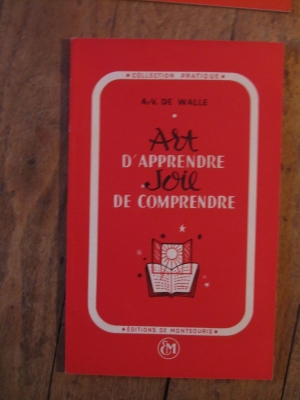 COLLECTION PRATIQUE
A.-V. DE WALLE
Art
D'APPRENDRE
Joie
DE COMPRENDRE
ÉDITIONS DE MONTSOURIS
EM